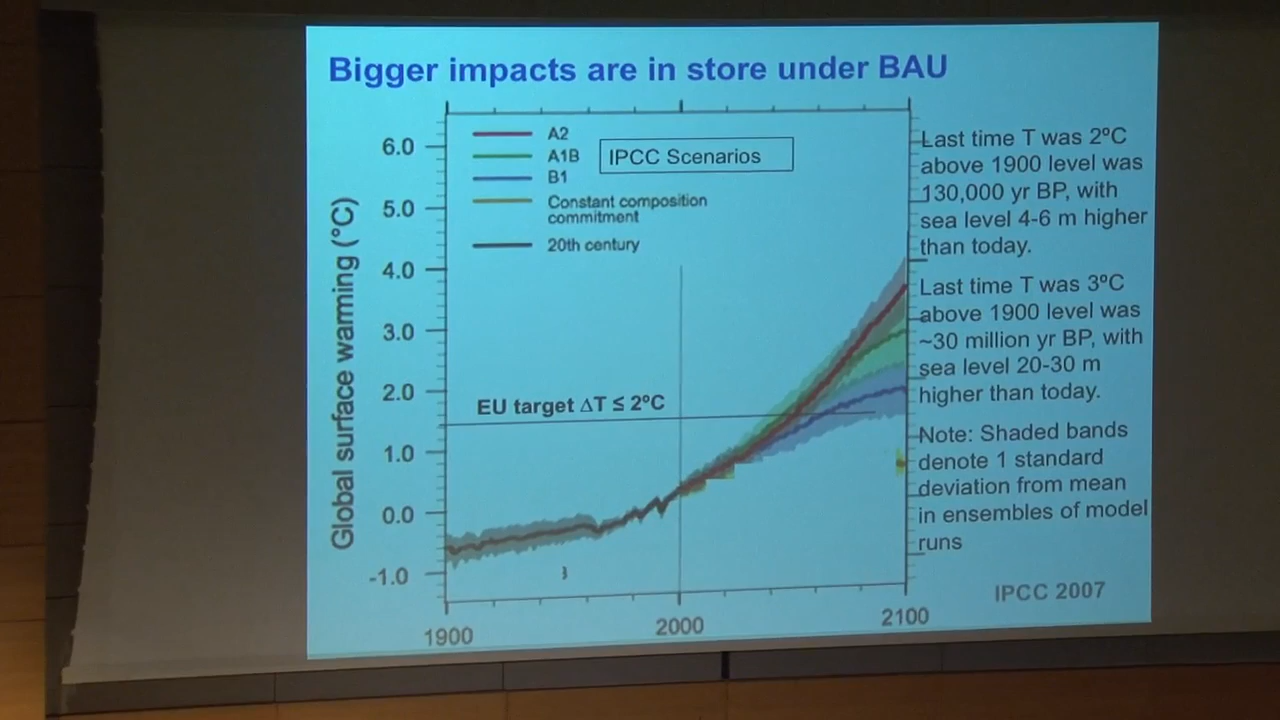 Bigger impacts are in store under BAU
A2
A1B
B1
Constant composition
commitment
20th century
IPCC Scenarios
Global surface warming (°C)
6.0
5.0
4.0
3.0
2.0
1.0
0.0
-1.0
EU target ∆T ≤ 2ºC
1900
2000
2100
Last time T was 2ºC
above 1900 level was
130,000 yr BP, with
sea level 4-6 m higher
than today.
Last time T was 3ºC
above 1900 level was
~30 million yr BP, with
sea level 20-30 m
higher than today.
Note: Shaded bands
denote 1 standard
deviation from mean
in ensembles of model
runs
IPCC 2007